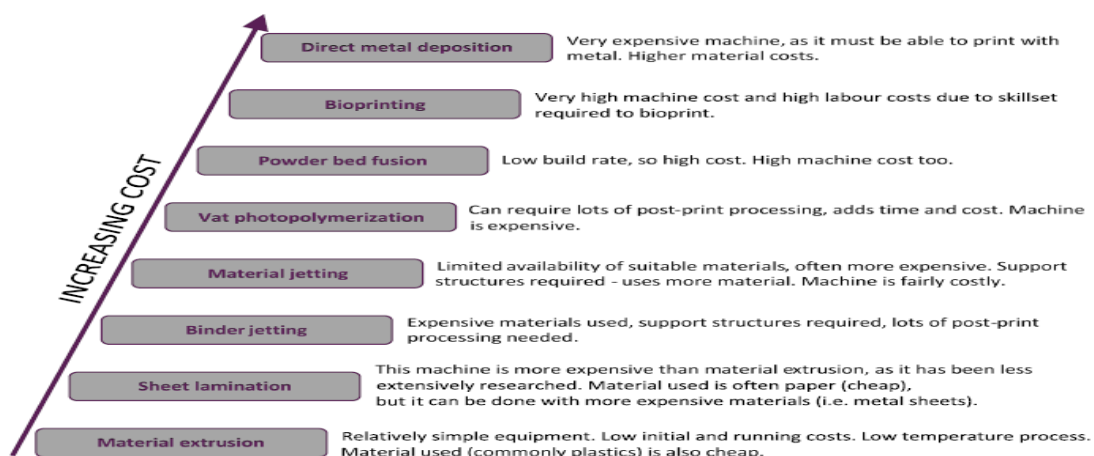 Direct metal deposition
Very expensive machine, as it must be able to print with
metal. Higher material costs.
Bioprinting
Very high machine cost and high labour costs due to skillset
required to bioprint.
Powder bed fusion
Low build rate, so high cost. High machine cost too.
INCREASING COST
Vat photopolymerization
Can require lots of post-print processing, adds time and cost. Machine
is expensive.
Material jetting
Limited availability of suitable materials, often more expensive. Support
structures required - uses more material. Machine is fairly costly.
Binder jetting
Expensive materials used, support structures required, lots of post-print
processing needed.
Sheet lamination
This machine is more expensive than material extrusion, as it has been less
extensively researched. Material used is often paper (cheap),
but it can be done with more expensive materials (i.e. metal sheets).
Material extrusion
Relatively simple equipment. Low initial and running costs. Low temperature process.
Material used (commonly plastics) is also cheap.